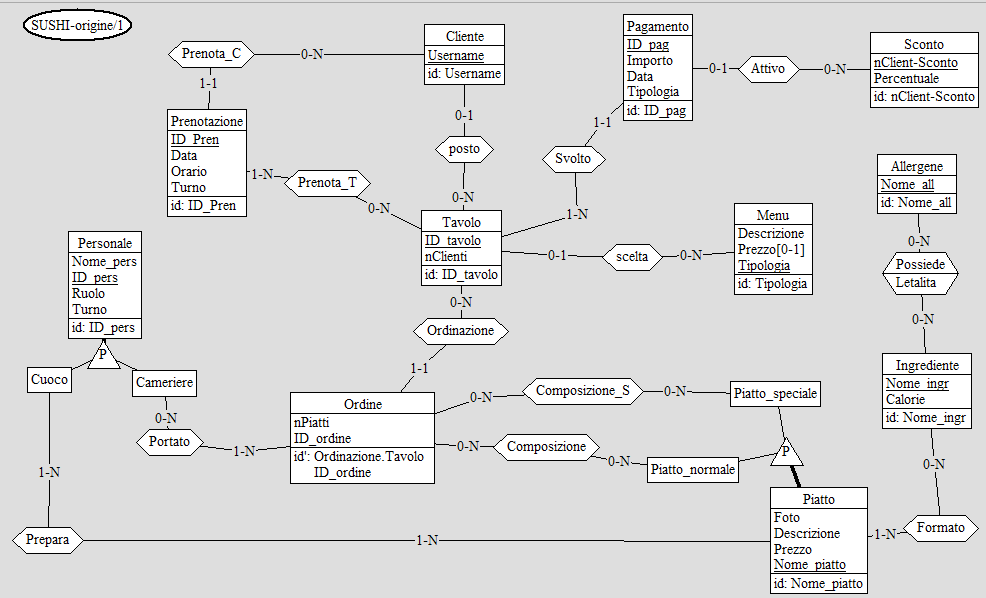 SUSHI-origine/1
Prenota_C
0-N
1-1
Cliente
Username
id: Username
0-1
posto
0-N
Pagamento
ID_pag
Importo
Data
Tipologia
id: ID_pag
0-1
Attivo
0-N
Sconto
nClient-Sconto
Percentuale
id: nClient-Sconto
Prenotazione
ID_Pren
Data
Orario
Turno
id: ID_Pren
1-N
Prenota_T
0-N
1-1
Svolto
1-N
Allergene
Nome_all
id: Nome_all
0-N
Possiede
Letalita
0-N
Tavolo
ID_tavolo
nClienti
id: ID_tavolo
0-1
scelta
0-N
Menu
Descrizione
Prezzo[0-1]
Tipologia
id: Tipologia
Personale
Nome_pers
ID_pers
Ruolo
Turno
id: ID_pers
P
Cuoco
Cameriere
0-N
Portato
1-N
0-N
Ordinazione
1-1
Ordine
nPiatti
ID_ordine
id': Ordinazione.Tavolo
ID_ordine
0-N
Composizione_S
0-N
Piatto_speciale
0-N
Composizione
0-N
Piatto_normale
P
Ingrediente
Nome_ingr
Calorie
id: Nome_ingr
0-N
Formato
1-N
Piatto
Foto
Descrizione
Prezzo
Nome_piatto
id: Nome_piatto
1-N
Prepara
1-N